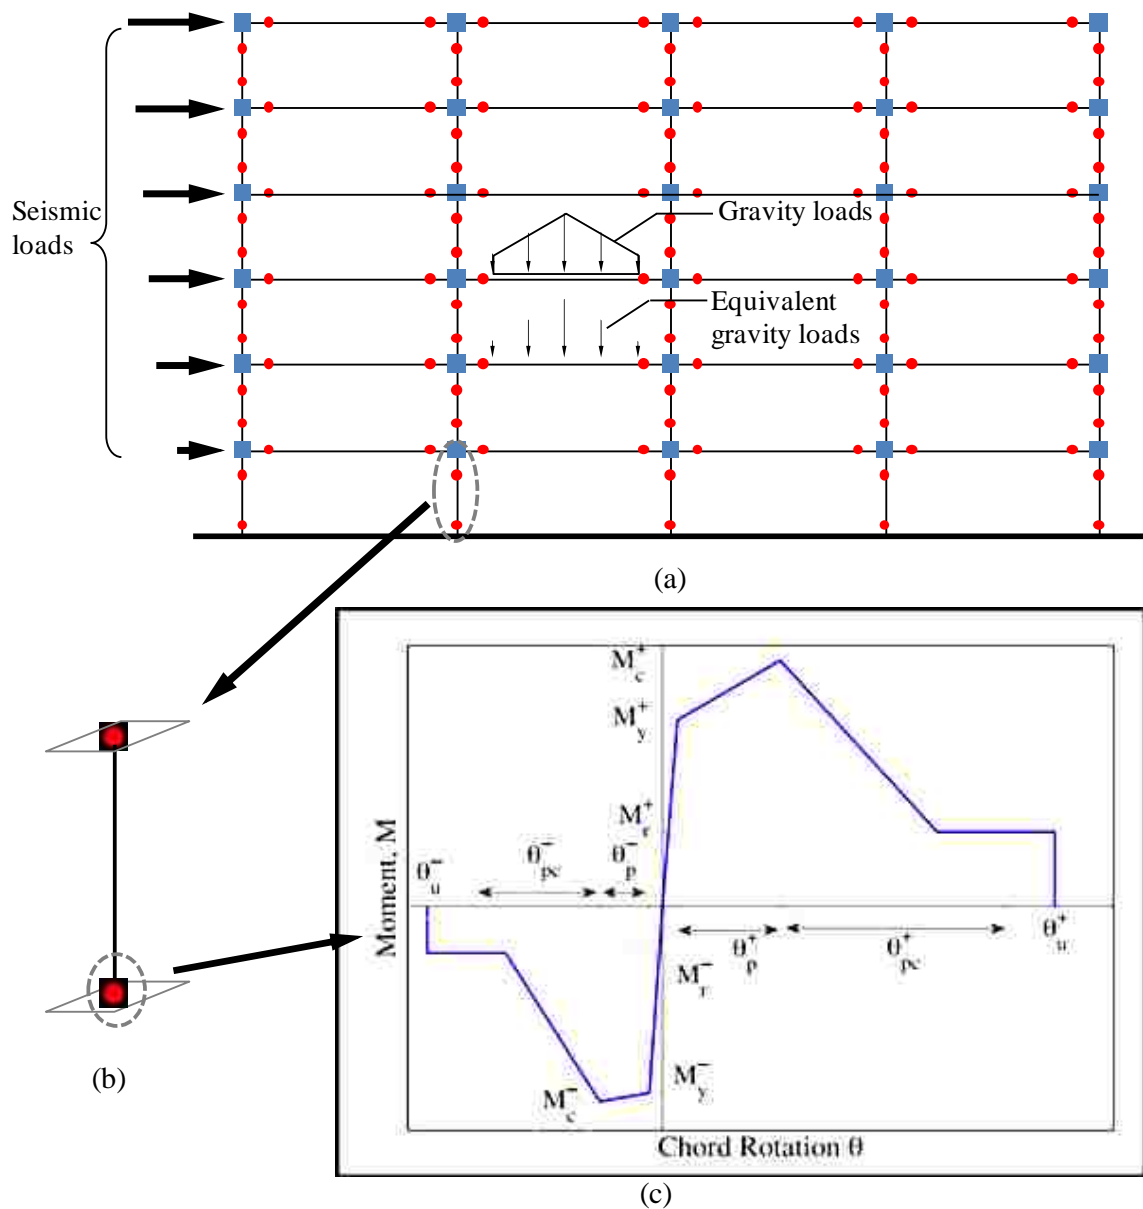 Seismic
loads
Gravity loads
Equivalent
gravity loads
(a)
(b)
M_c^+
M_y^+
M_r^+
θ_u^-
θ_pc^-
θ_p^-
θ_p^+
θ_pc^+
θ_u^+
M_r^-
M_y^-
M_c^-
Moment, M
Chord Rotation θ
(c)